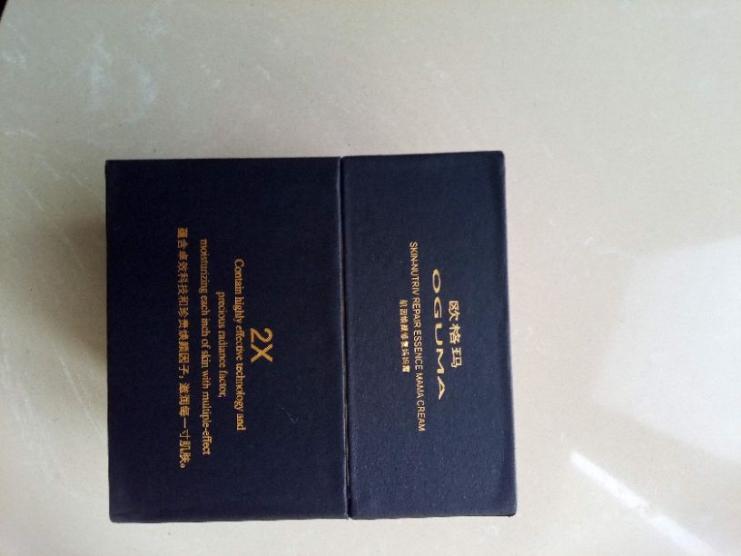 欧格玛
OGUMA
SKIN-NUTRIV REPAIR ESSENCE MAMA CREAM
2X
Contain highly effective technology and
precious radiance factor,
moisturizing each inch of skin with multiple-effect
蕴含卓效科技和珍贵焕颜因子,滋润每一寸肌肤。